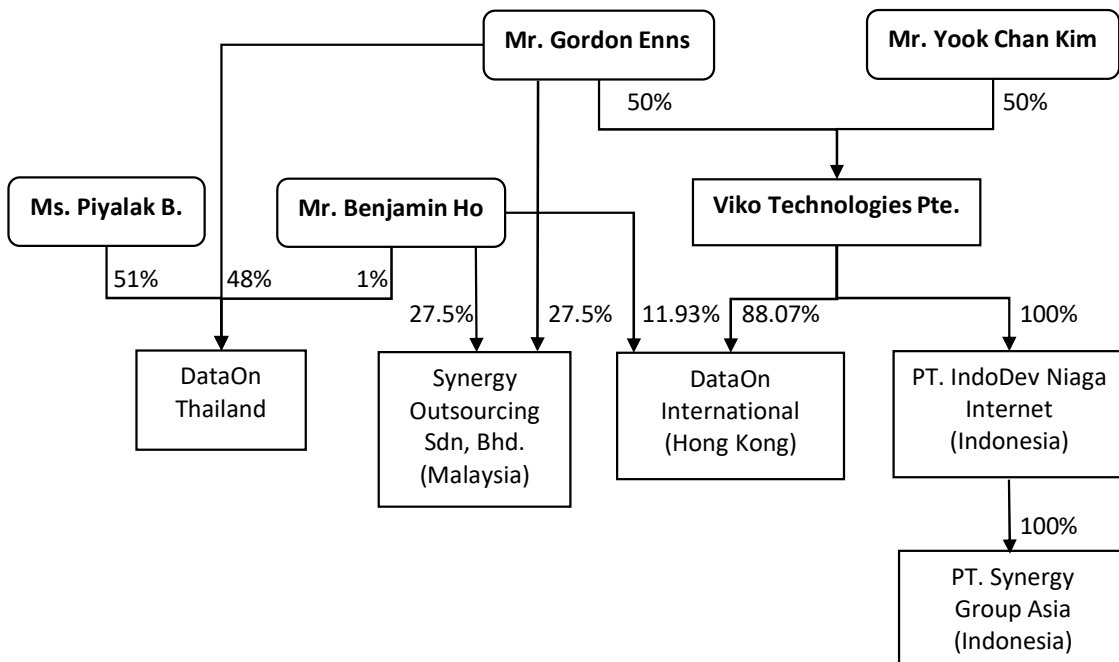 Mr. Gordon Enns
Mr. Yook Chan Kim
50%
50%
Ms. Piyalak B.
Mr. Benjamin Ho
Viko Technologies Pte.
51%
48%
1%
27.5%
27.5%
11.93%
88.07%
100%
DataOn
Thailand
Synergy
Outsourcing
Sdn, Bhd.
(Malaysia)
DataOn
International
(Hong Kong)
PT. IndoDev Niaga
Internet
(Indonesia)
100%
PT. Synergy
Group Asia
(Indonesia)